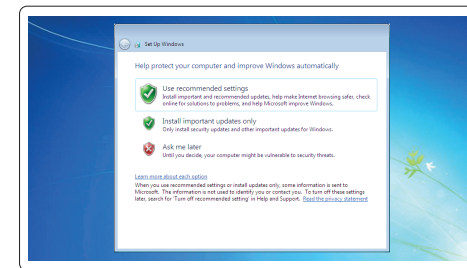 Set Up Windows
Help protect your computer and improve Windows automatically
Use recommended settings
Install important and recommended updates, help make Internet browsing safer, check
online for solutions to problems, and help Microsoft improve Windows.
Install important updates only
Only install security updates and other important updates for Windows.
Ask me later
Until you decide, your computer might be vulnerable to security threats.
Learn more about each option
When you use recommended settings or install updates only, some information is sent to
Microsoft. The information is not used to identify you or contact you. To turn off these settings
later, search for 'Turn off recommended setting' in Help and Support. Read the privacy statement